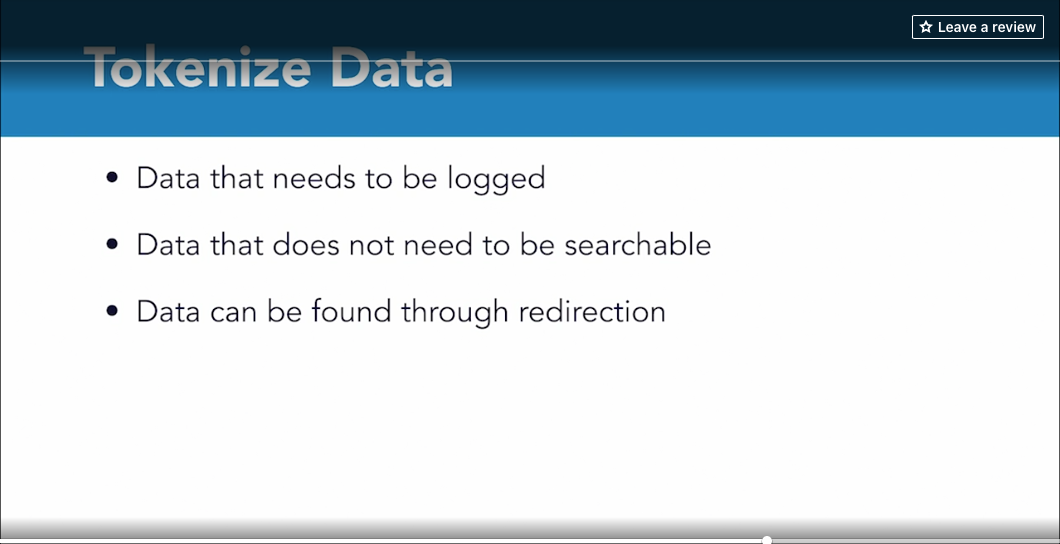 Leave a review
Tokenize Data
Data that needs to be logged
Data that does not need to be searchable
Data can be found through redirection